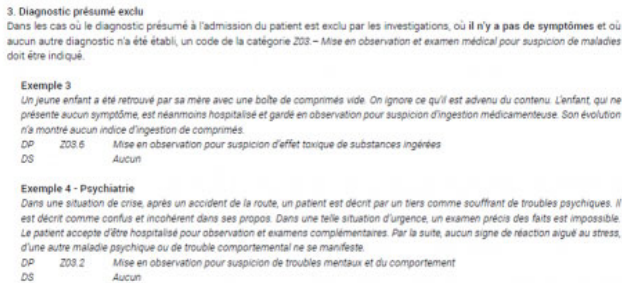 3. Diagnostic présumé exclu
Dans les cas où le diagnostic présumé à l'admission du patient est exclu par les investigations, où il n'y a pas de symptômes et où
aucun autre diagnostic n'a été établi, un code de la catégorie Z03.– Mise en observation et examen médical pour suspicion de maladies
doit être indiqué.
Exemple 3
Un jeune enfant a été retrouvé par sa mère avec une boîte de comprimés vide. On ignore ce qu'il est advenu du contenu. L'enfant, qui ne
présente aucun symptôme, est néanmoins hospitalisé et gardé en observation pour suspicion d'ingestion médicamenteuse. Son évolution
n'a montré aucun indice d'ingestion de comprimés.
DP Z03.6 Mise en observation pour suspicion d'effet toxique de substances ingérées
DS Aucun
Exemple 4 - Psychiatrie
Dans une situation de crise, après un accident de la route, un patient est décrit par un tiers comme souffrant de troubles psychiques. Il
est décrit comme confus et incohérent dans ses propos. Dans une telle situation d'urgence, un examen précis des faits est impossible.
Le patient accepte d'être hospitalisé pour observation et examens complémentaires. Par la suite, aucun signe de réaction aiguë au stress,
d'une autre maladie psychique ou de trouble comportemental ne se manifeste.
DP Z03.2 Mise en observation pour suspicion de troubles mentaux et du comportement
DS Aucun